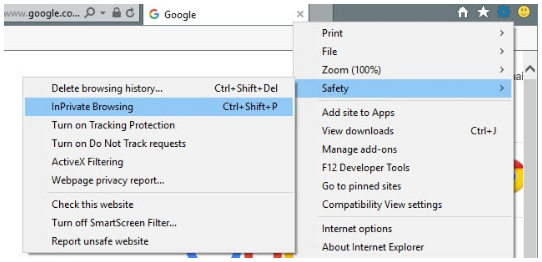 www.google.co...
Google
Print
File
Zoom (100%)
Safety
Add site to Apps
View downloads Ctrl+J
Manage add-ons
F12 Developer Tools
Go to pinned sites
Compatibility View settings
Internet options
About Internet Explorer
Delete browsing history... Ctrl+Shift+Del
InPrivate Browsing Ctrl+Shift+P
Turn on Tracking Protection
Turn on Do Not Track requests
ActiveX Filtering
Webpage privacy report...
Check this website
Turn off SmartScreen Filter...
Report unsafe website